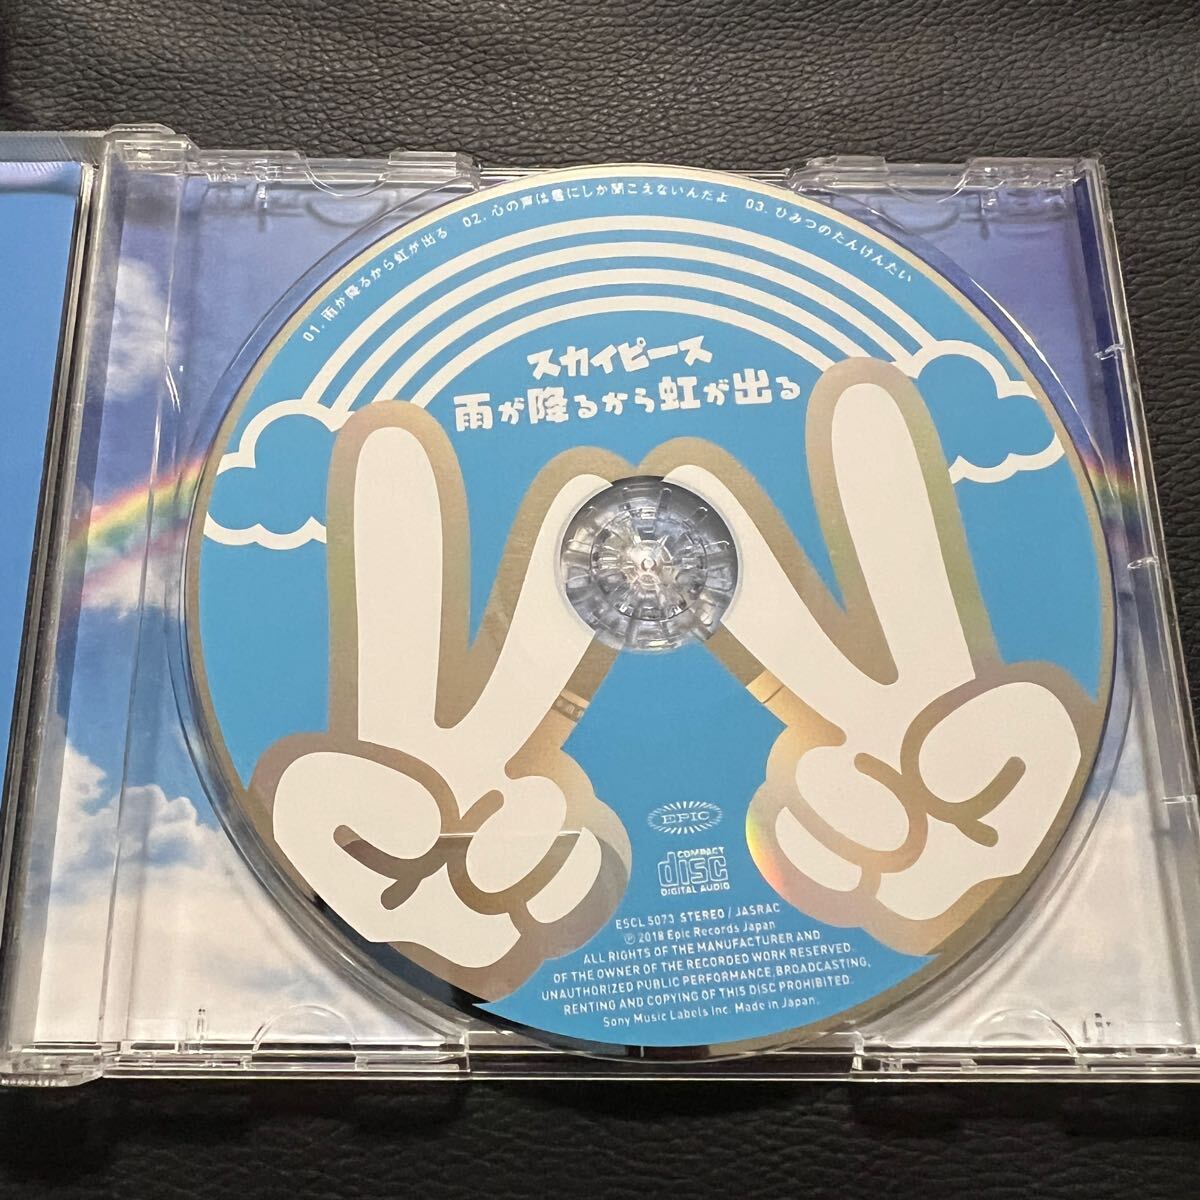 01. 雨が降るから虹が出る 02. 心の声は君にしか聞こえないんだよ 03. ひみつのたんけんたい
スカイピース
雨が降るから虹が出る
EPIC
COMPACT
disc
DIGITAL AUDIO
ESCL 5073 STEREO / JASRAC
Ⓟ 2018 Epic Records Japan
ALL RIGHTS OF THE MANUFACTURER AND
OF THE OWNER OF THE RECORDED WORK RESERVED.
UNAUTHORIZED PUBLIC PERFORMANCE, BROADCASTING,
RENTING AND COPYING OF THIS DISC PROHIBITED.
Sony Music Labels Inc. Made in Japan.